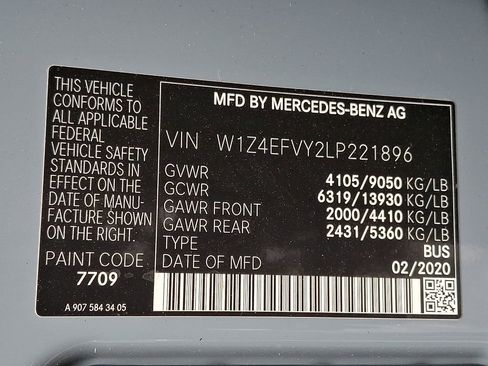 THIS VEHICLE
CONFORMS TO
ALL APPLICABLE
FEDERAL MOTOR
VEHICLE SAFETY
STANDARDS IN
EFFECT ON THE
DATE OF MANU-
FACTURE SHOWN
ON THE RIGHT.
PAINT CODE
7709
A 907 584 34 05
MFD BY MERCEDES-BENZ AG
VIN W1Z4EFVY2LP221896
GVWR 4105/9050 KG/LB
GCWR 6319/13930 KG/LB
GAWR FRONT 2000/4410 KG/LB
GAWR REAR 2431/5360 KG/LB
TYPE BUS
DATE OF MFD 02/2020